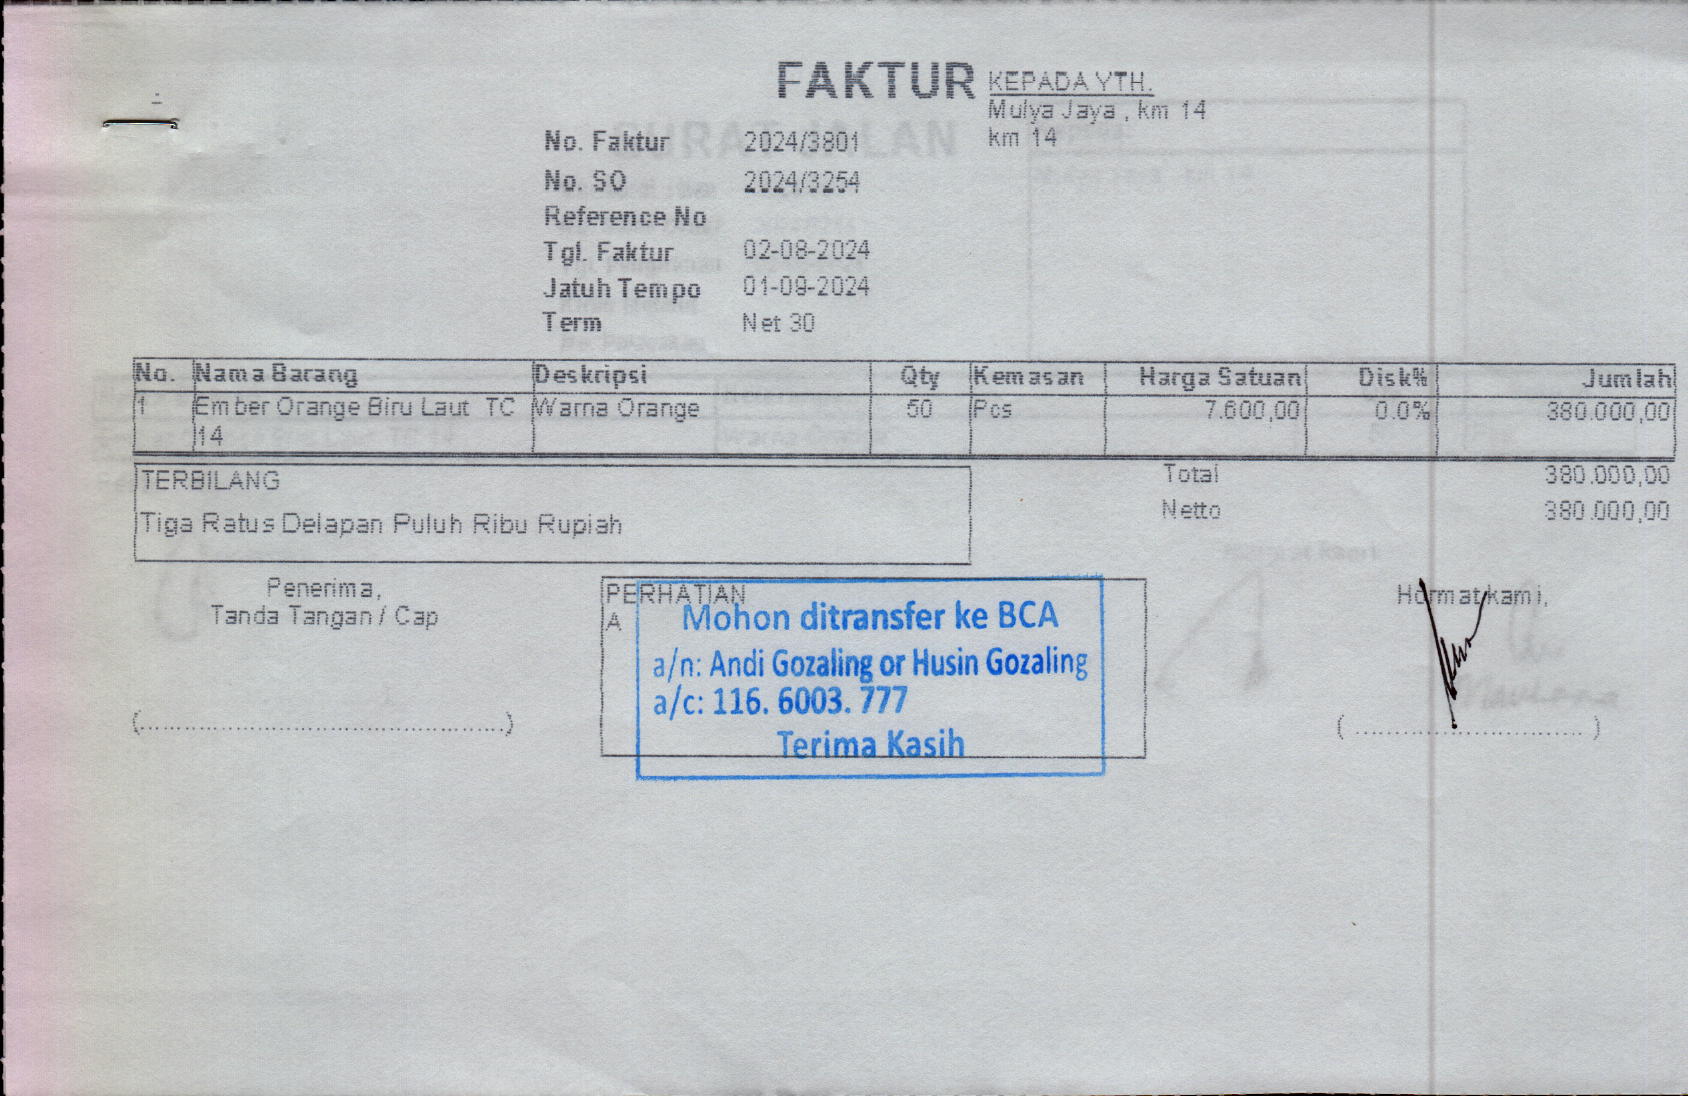 FAKTUR
KEPADA YTH.
Mulya Jaya , km 14
km 14
No. Faktur 2024/3801
No. SO 2024/3254
Reference No
Tgl. Faktur 02-08-2024
Jatuh Tempo 01-09-2024
Term Net 30
No. Nama Barang Deskripsi Qty Kemasan Harga Satuan Disk% Jumlah
1 Ember Orange Biru Laut TC Warna Orange 50 Pcs 7.600,00 0.0% 380.000,00
14
TERBILANG
Tiga Ratus Delapan Puluh Ribu Rupiah
Total 380.000,00
Netto 380.000,00
Penerima,
Tanda Tangan / Cap
(..............................................)
PERHATIAN
A
Mohon ditransfer ke BCA
a/n: Andi Gozaling or Husin Gozaling
a/c: 116. 6003. 777
Terima Kasih
Hormat kami,
( ............................. )